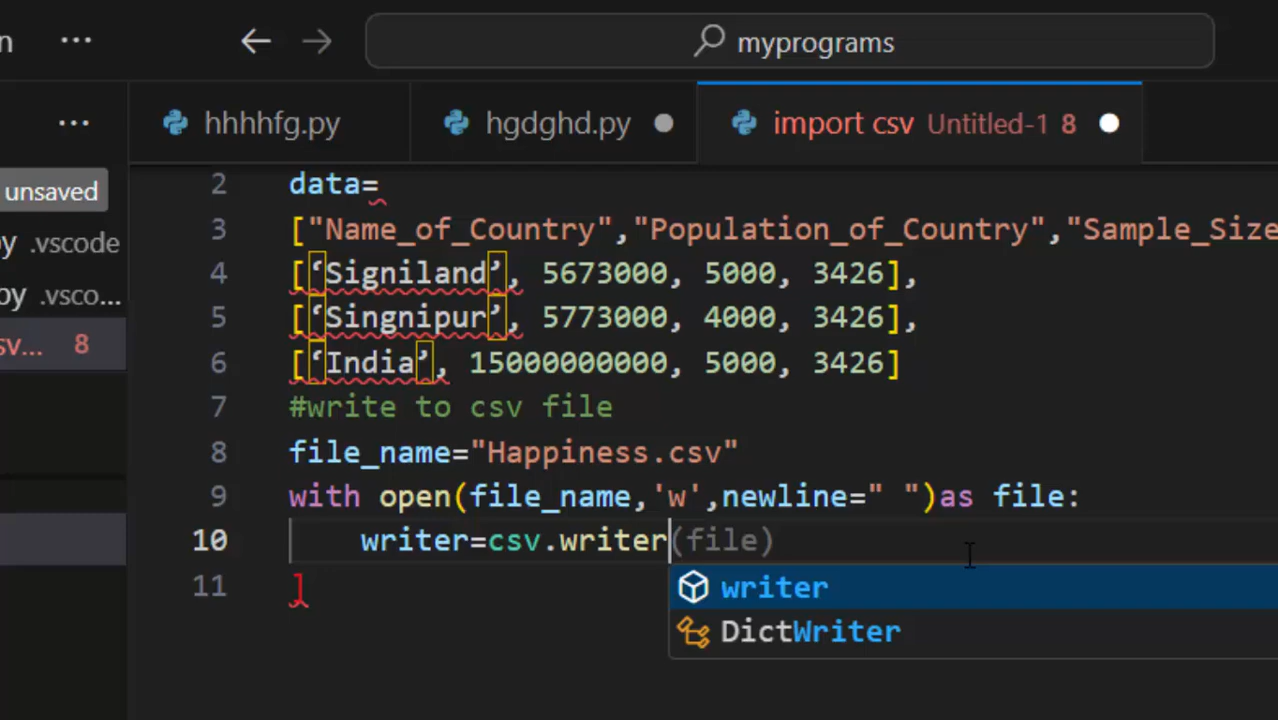 n ... myprograms
... hhhhfg.py hgdghd.py import csv Untitled-1 8
unsaved
2 data=
3 ["Name_of_Country","Population_of_Country","Sample_Size
y .vscode
4 [‘Signiland’, 5673000, 5000, 3426],
oy .vsco...
5 [‘Singnipur’, 5773000, 4000, 3426],
sv... 8
6 [‘India’, 15000000000, 5000, 3426]
7 #write to csv file
8 file_name="Happiness.csv"
9 with open(file_name,'w',newline=" ")as file:
10 writer=csv.writer(file)
11 ]
writer
DictWriter